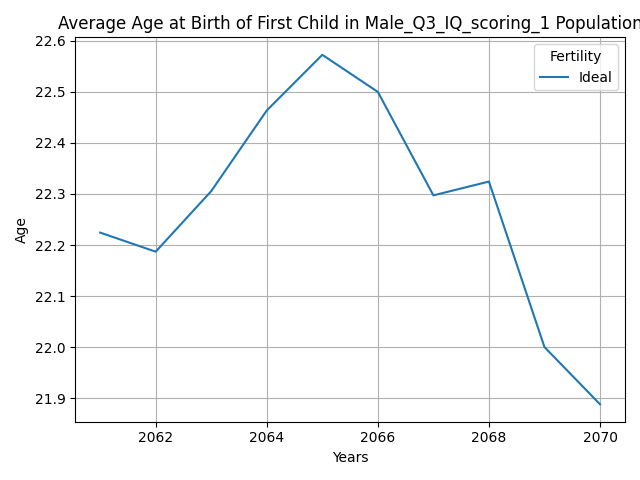 Average Age at Birth of First Child in Male_Q3_IQ_scoring_1 Population
22.6
22.5
22.4
22.3
22.2
22.1
22.0
21.9
Age
Fertility
Ideal
2062 2064 2066 2068 2070
Years